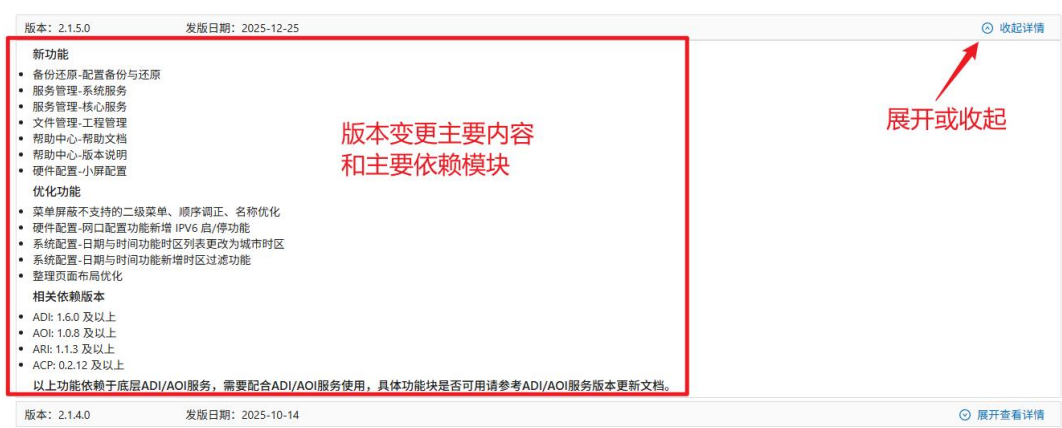 版本：2.1.5.0 发版日期：2025-12-25 收起详情
新功能
备份还原-配置备份与还原
服务管理-系统服务
服务管理-核心服务
文件管理-工程管理
帮助中心-帮助文档
帮助中心-版本说明
硬件配置-小屏配置
优化功能
菜单屏蔽不支持的二级菜单、顺序调正、名称优化
硬件配置-网口配置功能新增 IPV6 启/停功能
系统配置-日期与时间功能时区列表更改为城市时区
系统配置-日期与时间功能新增时区过滤功能
整理页面布局优化
相关依赖版本
ADI: 1.6.0 及以上
AOI: 1.0.8 及以上
ARI: 1.1.3 及以上
ACP: 0.2.12 及以上
以上功能依赖于底层ADI/AOI服务，需要配合ADI/AOI服务使用，具体功能块是否可用请参考ADI/AOI服务版本更新文档。
版本变更主要内容
和主要依赖模块
展开或收起
版本：2.1.4.0 发版日期：2025-10-14 展开查看详情